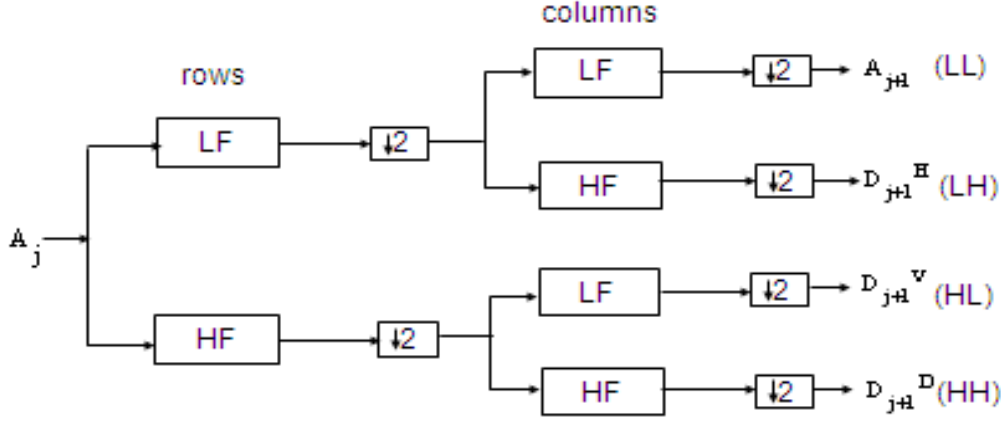 columns
rows
LF ↓2 A j+1 (LL)
LF ↓2
HF ↓2 D j+1 H (LH)
A j
LF ↓2 D j+1 V (HL)
HF ↓2
HF ↓2 D j+1 D (HH)